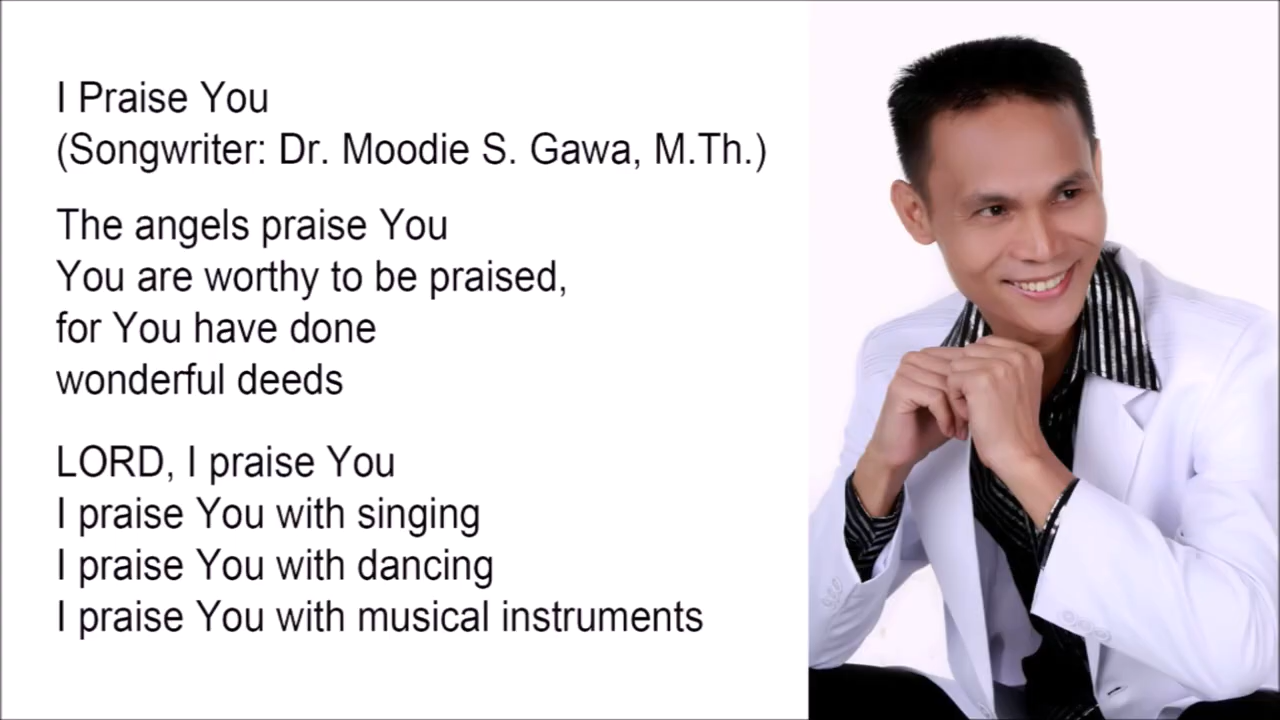 I Praise You
(Songwriter: Dr. Moodie S. Gawa, M.Th.)
The angels praise You
You are worthy to be praised,
for You have done
wonderful deeds
LORD, I praise You
I praise You with singing
I praise You with dancing
I praise You with musical instruments